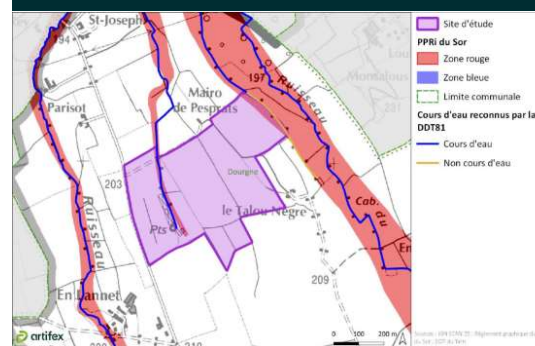 St-Joseph
194
Parisot
Mairo
de Pesprats
197
Ruisseau
231
203
Dourgne
le Talou Nègre
Pts
Ruisseau
Cab.
du
En
209
En Lannet
artifex
0
100
200 m
Site d'étude
PPRi du Sor
Zone rouge
Zone bleue
Limite communale
Cours d'eau reconnus par la
DDT81
Cours d'eau
Non cours d'eau